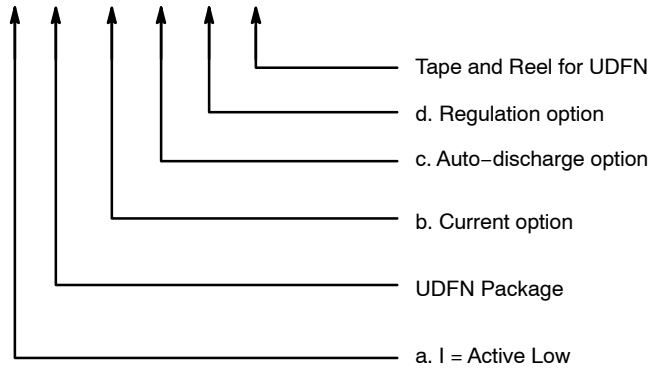 Tape and Reel for UDFN
d. Regulation option
c. Auto−discharge option
b. Current option
UDFN Package
a. I = Active Low